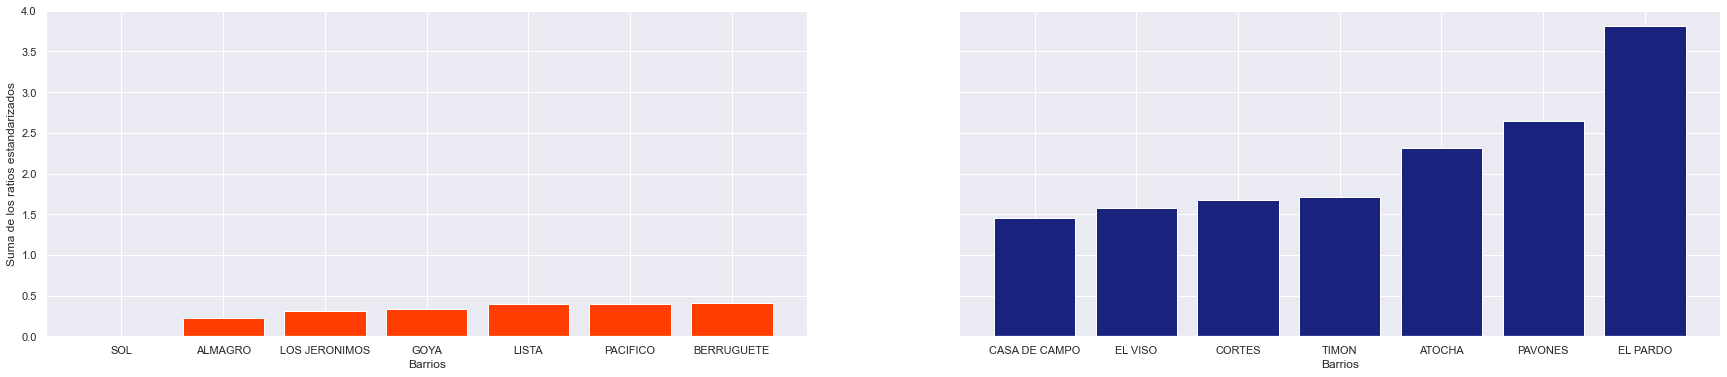 Suma de los ratios estandarizados
4.0
3.5
3.0
2.5
2.0
1.5
1.0
0.5
0.0
SOL ALMAGRO LOS JERONIMOS GOYA LISTA PACIFICO BERRUGUETE
Barrios
CASA DE CAMPO EL VISO CORTES TIMON ATOCHA PAVONES EL PARDO
Barrios